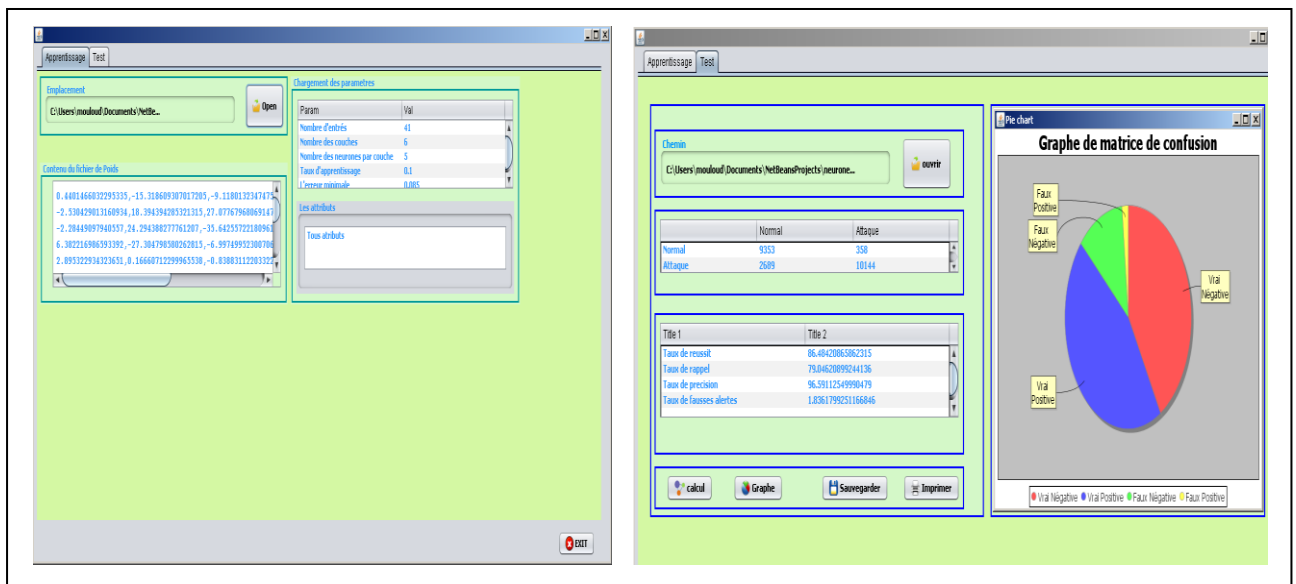 Apprentissage Test
Emplacement
C:\Users\mouloud\Documents\NetBe...
Open
Contenu du fichier de Poids
0.4401466032295335,-15.318609307017205,-9.1180132347475
-2.530429013160934,18.394394285321315,27.07767968069147
-2.28449097940557,24.294380277761207,-35.64255722180961
6.382216986593392,-27.304798580262815,-6.99749952300706
2.895322934323651,0.16660712299965538,-0.83883112203322
Chargement des parametres
Param Val
Nombre d'entrés 41
Nombre des couches 6
Nombre des neurones par couche 5
Taux d'apprentissage 0.1
L'erreur minimale 0.085
Les attributs
Tous atributs
EXIT
Apprentissage Test
Chemin
C:\Users\mouloud\Documents\NetBeansProjects\neurone...
ouvrir
Normal Attaque
Normal 9353 358
Attaque 2689 10144
Title 1 Title 2
Taux de reussit 86.48420865862315
Taux de rappel 79.04620899244136
Taux de precision 96.59112549990479
Taux de fausses alertes 1.8361799251166846
calcul Graphe Sauvegarder Imprimer
Pie chart
Graphe de matrice de confusion
Faux
Positive
Faux
Négative
Vrai
Négative
Vrai
Positive
Vrai Négative Vrai Positive Faux Négative Faux Positive